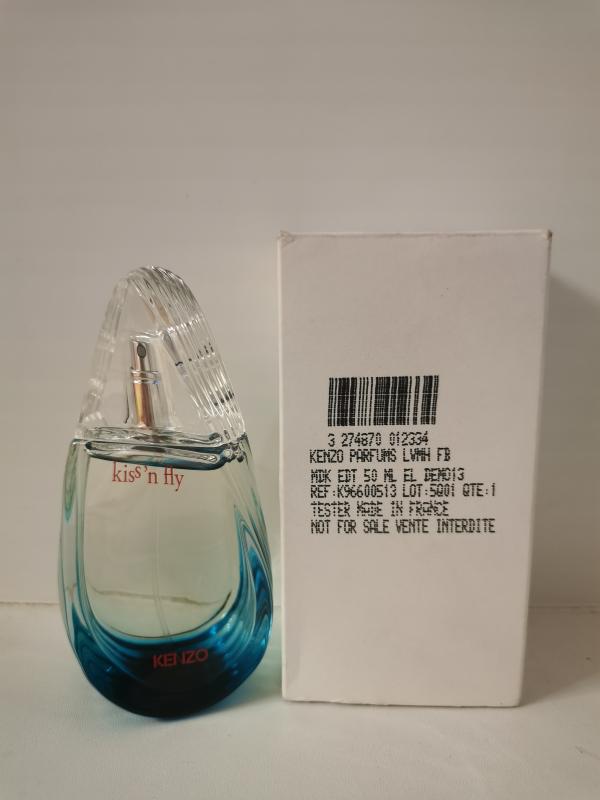 kiss'n fly
KENZO
3 274870 012334
KENZO PARFUMS LVMH FB
MDK EDT 50 ML EL DEMO13
REF:K96600513 LOT:5Q01 QTE:1
TESTER MADE IN FRANCE
NOT FOR SALE VENTE INTERDITE